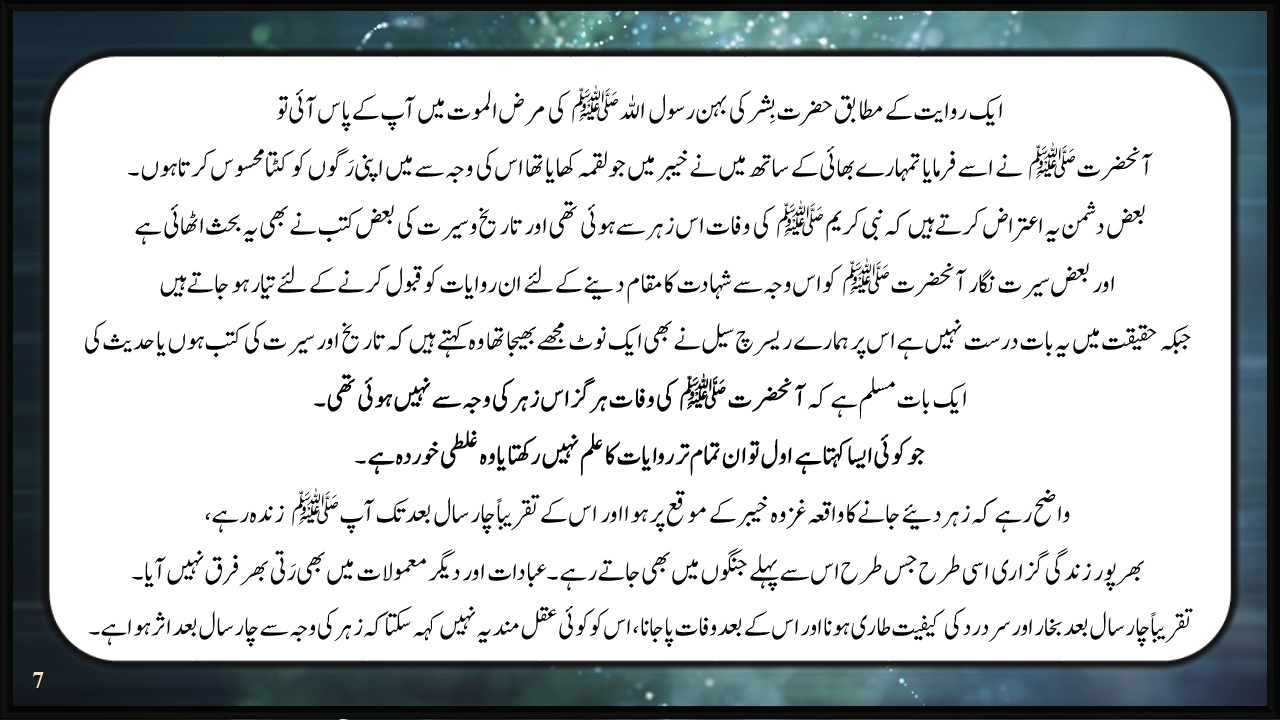 ایک روایت کے مطابق حضرت بِشر کی بہن رسول اللہ ﷺ کی مرض الموت میں آپ کے پاس آئی تو
آنحضرت ﷺ نے اسے فرمایا تمہارے بھائی کے ساتھ میں نے خیبر میں جو لقمہ کھایا تھا اس کی وجہ سے میں اپنی رَگوں کو کٹتا محسوس کرتا ہوں۔
بعض دشمن یہ اعتراض کرتے ہیں کہ نبی کریم ﷺ کی وفات اس زہر سے ہوئی تھی اور تاریخ و سیرت کی بعض کتب نے بھی یہ بحث اٹھائی ہے
اور بعض سیرت نگار آنحضرت ﷺ کو اس وجہ سے شہادت کا مقام دینے کے لئے ان روایات کو قبول کرنے کے لئے تیار ہو جاتے ہیں
جبکہ حقیقت میں یہ بات درست نہیں ہے اس پر ہمارے ریسرچ سیل نے بھی ایک نوٹ مجھے بھیجا تھا وہ کہتے ہیں کہ تاریخ اور سیرت کی کتب ہوں یا حدیث کی
ایک بات مسلم ہے کہ آنحضرت ﷺ کی وفات ہرگز اس زہر کی وجہ سے نہیں ہوئی تھی۔
جو کوئی ایسا کہتا ہے اول تو ان تمام تر روایات کا علم نہیں رکھتا یا وہ غلطی خوردہ ہے۔
واضح رہے کہ زہر دیئے جانے کا واقعہ غزوہ خیبر کے موقع پر ہوا اور اس کے تقریباً چار سال بعد تک آپ ﷺ زندہ رہے،
بھرپور زندگی گزاری اسی طرح جس طرح اس سے پہلے جنگوں میں بھی جاتے رہے۔ عبادات اور دیگر معمولات میں بھی رَتی بھر فرق نہیں آیا۔
تقریباً چار سال بعد بخار اور سر درد کی کیفیت طاری ہونا اور اس کے بعد وفات پا جانا، اس کو کوئی عقل مند یہ نہیں کہہ سکتا کہ زہر کی وجہ سے چار سال بعد اثر ہوا ہے۔
7